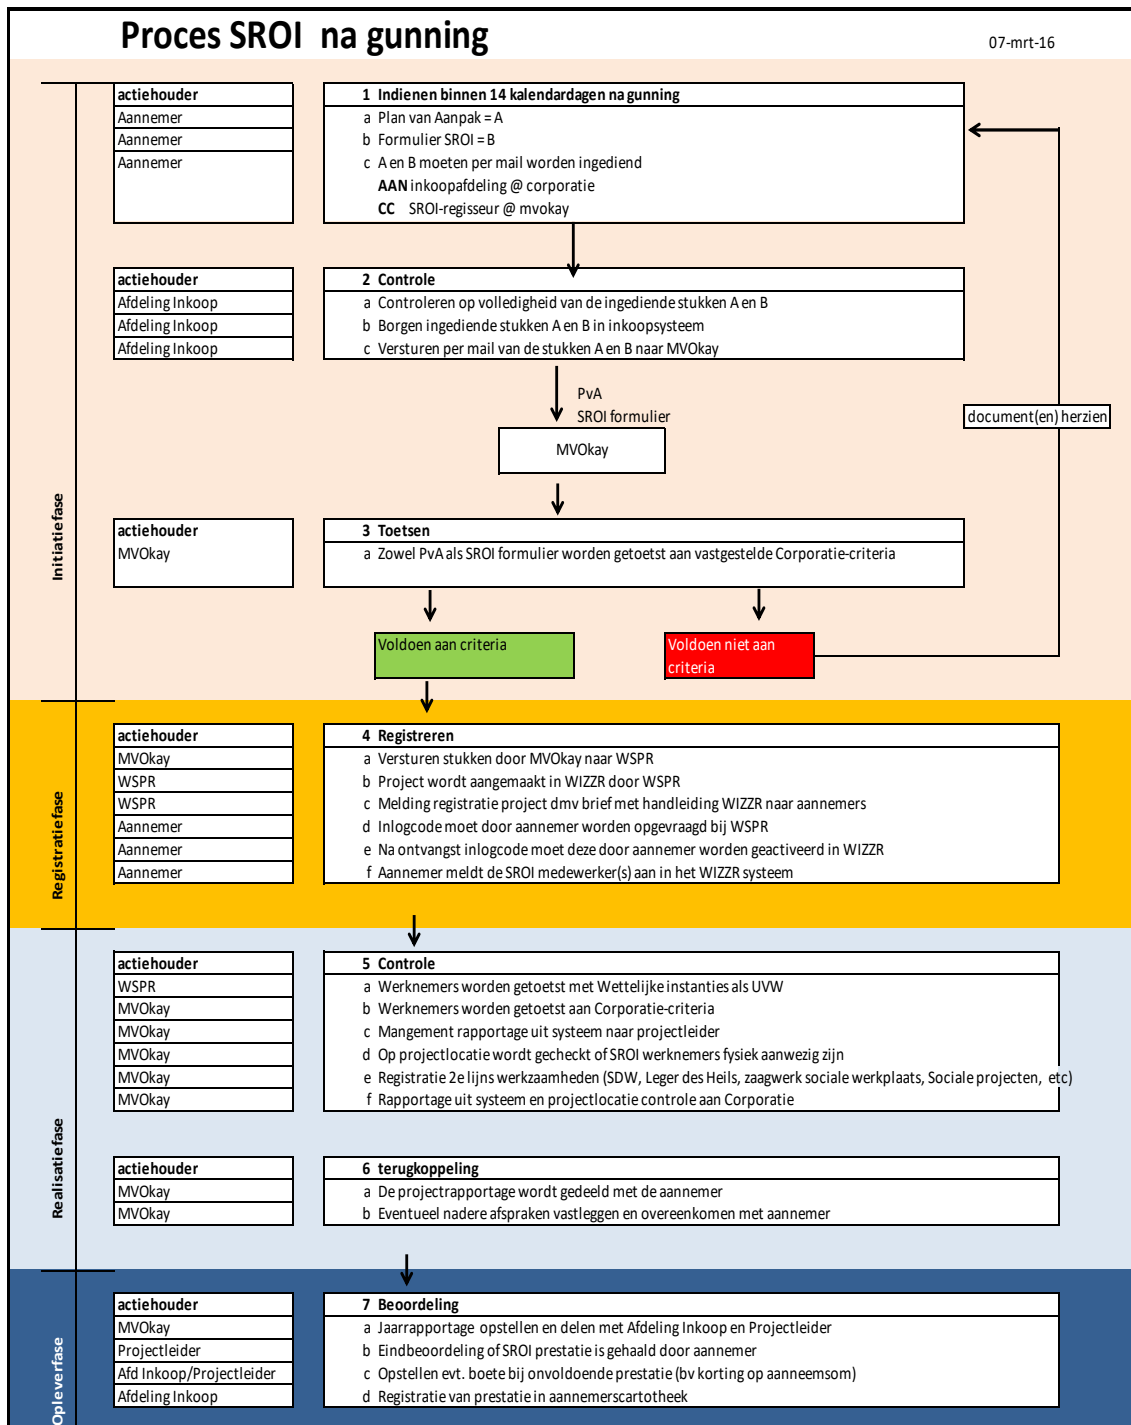 Proces SROI na gunning
07-mrt-16
Initiatiefase
actiehouder
1 Indienen binnen 14 kalendardagen na gunning
Aannemer
a Plan van Aanpak = A
Aannemer
b Formulier SROI = B
Aannemer
c A en B moeten per mail worden ingediend
AAN inkoopafdeling @ corporatie
CC SROI-regisseur @ mvokay
actiehouder
2 Controle
Afdeling Inkoop
a Controleren op volledigheid van de ingediende stukken A en B
Afdeling Inkoop
b Borgen ingediende stukken A en B in inkoopsysteem
Afdeling Inkoop
c Versturen per mail van de stukken A en B naar MVOkay
PvA
SROI formulier
document(en) herzien
MVOkay
actiehouder
3 Toetsen
MVOkay
a Zowel PvA als SROI formulier worden getoetst aan vastgestelde Corporatie-criteria
Voldoen aan criteria
Voldoen niet aan
criteria
Registratiefase
actiehouder
4 Registreren
MVOkay
a Versturen stukken door MVOkay naar WSPR
WSPR
b Project wordt aangemaakt in WIZZR door WSPR
WSPR
c Melding registratie project dmv brief met handleiding WIZZR naar aannemers
Aannemer
d Inlogcode moet door aannemer worden opgevraagd bij WSPR
Aannemer
e Na ontvangst inlogcode moet deze door aannemer worden geactiveerd in WIZZR
Aannemer
f Aannemer meldt de SROI medewerker(s) aan in het WIZZR systeem
Realisatiefase
actiehouder
5 Controle
WSPR
a Werknemers worden getoetst met Wettelijke instanties als UVW
MVOkay
b Werknemers worden getoetst aan Corporatie-criteria
MVOkay
c Mangement rapportage uit systeem naar projectleider
MVOkay
d Op projectlocatie wordt gecheckt of SROI werknemers fysiek aanwezig zijn
MVOkay
e Registratie 2e lijns werkzaamheden (SDW, Leger des Heils, zaagwerk sociale werkplaats, Sociale projecten, etc)
MVOkay
f Rapportage uit systeem en projectlocatie controle aan Corporatie
actiehouder
6 terugkoppeling
MVOkay
a De projectrapportage wordt gedeeld met de aannemer
MVOkay
b Eventueel nadere afspraken vastleggen en overeenkomen met aannemer
Opleverfase
actiehouder
7 Beoordeling
MVOkay
a Jaarrapportage opstellen en delen met Afdeling Inkoop en Projectleider
Projectleider
b Eindbeoordeling of SROI prestatie is gehaald door aannemer
Afd Inkoop/Projectleider
c Opstellen evt. boete bij onvoldoende prestatie (bv korting op aanneemsom)
Afdeling Inkoop
d Registratie van prestatie in aannemerscartotheek